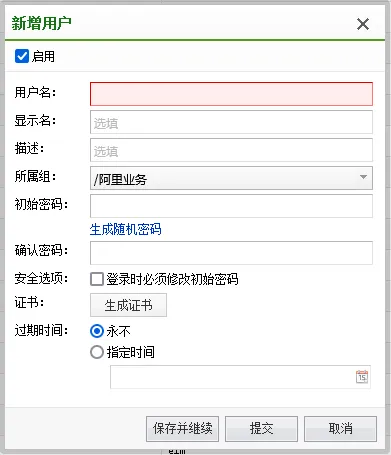 新增用户
启用
用户名：
显示名： 选填
描述： 选填
所属组： /阿里业务
初始密码：
生成随机密码
确认密码：
安全选项： 登录时必须修改初始密码
证书： 生成证书
过期时间： 永不
指定时间
15
保存并继续 提交 取消